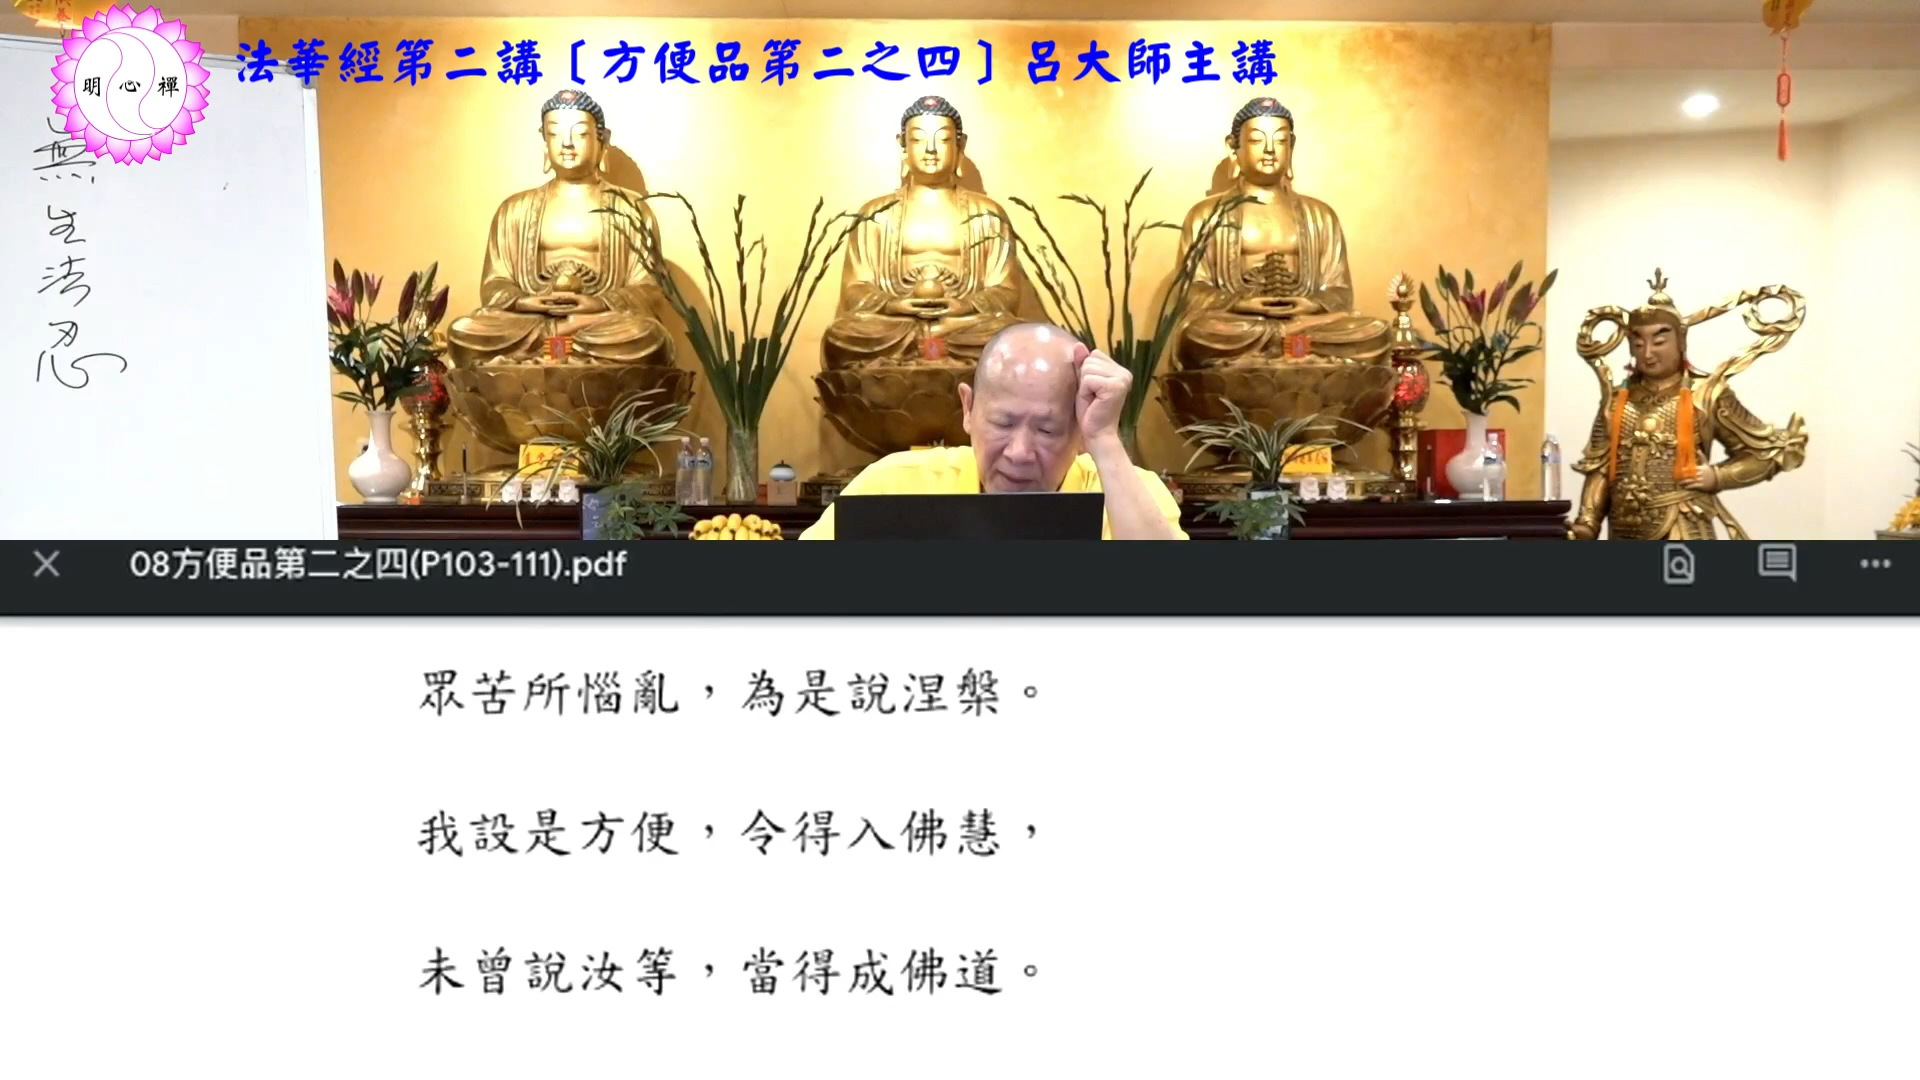 法華經第二講〔方便品第二之四〕呂大師主講
明心禪
無
生
法
忍
08方便品第二之四(P103-111).pdf
眾苦所惱亂，為是說涅槃。
我設是方便，令得入佛慧，
未曾說汝等，當得成佛道。